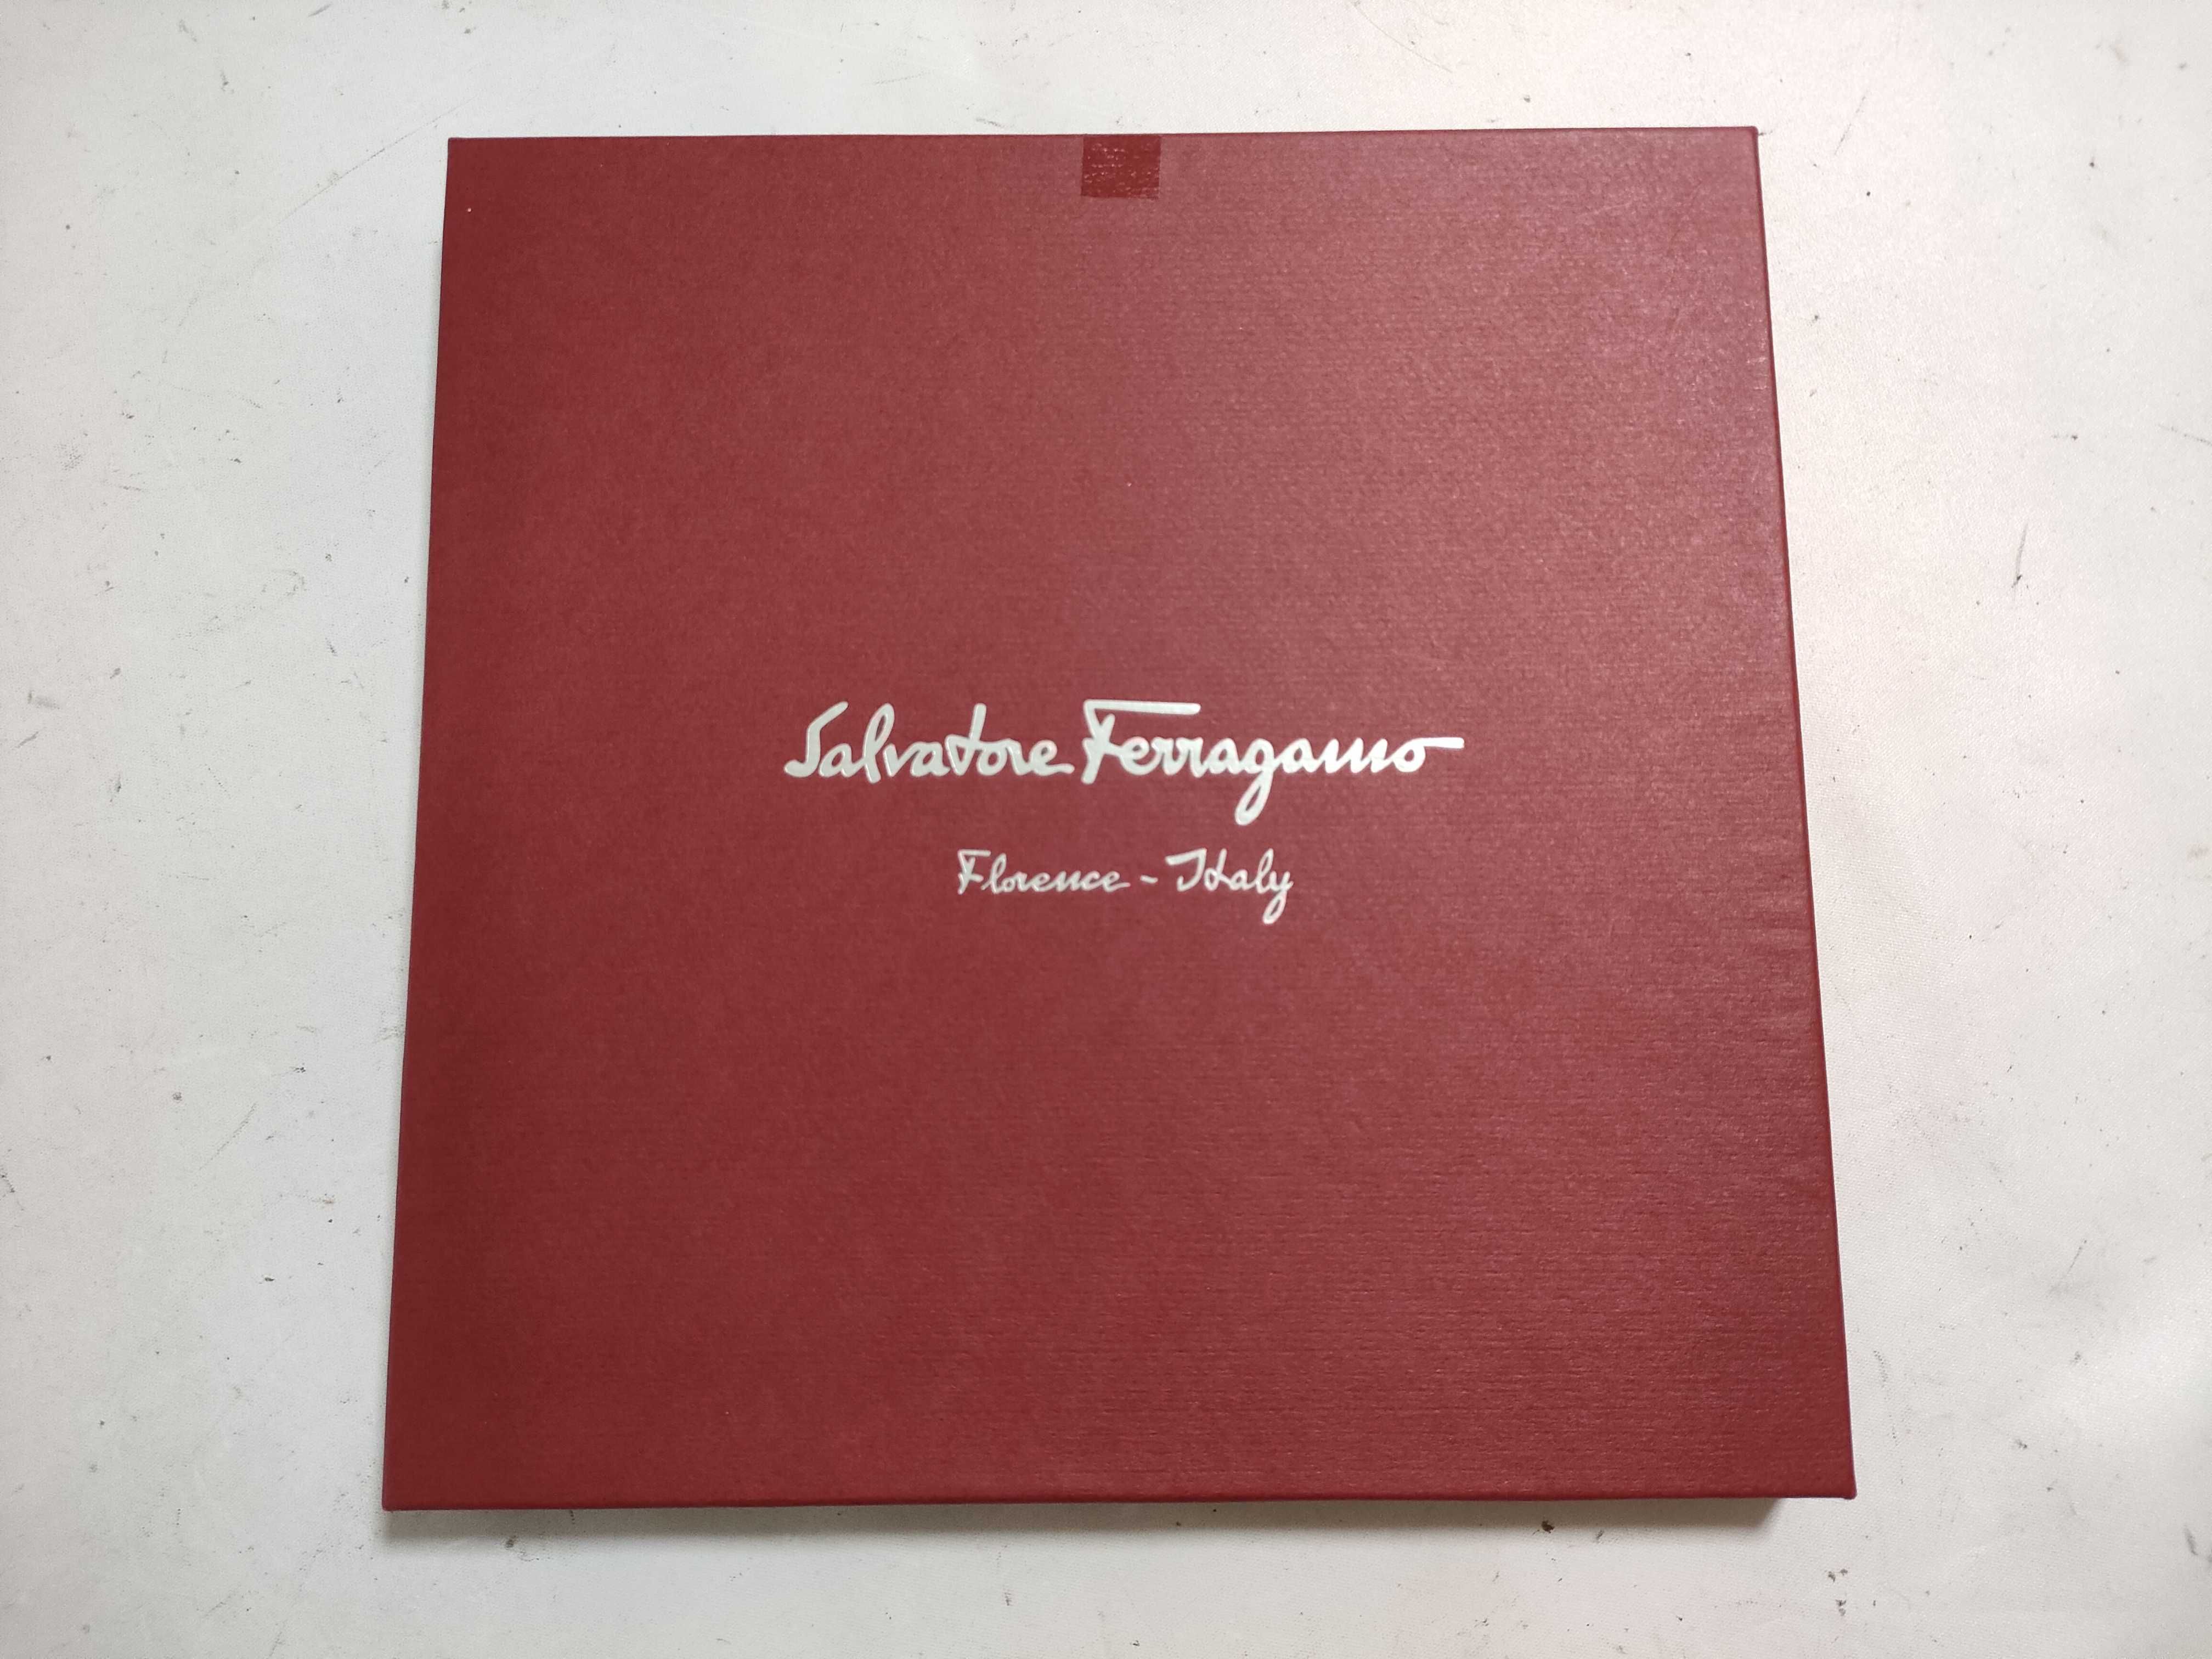 Salvatore Ferragamo
Florence - Italy